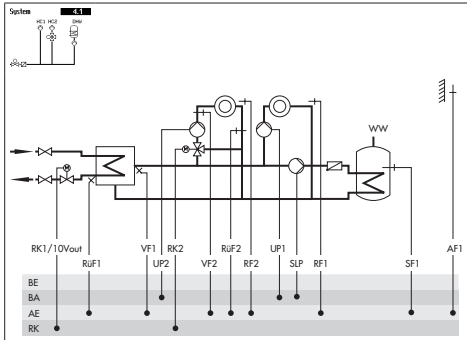 System 4.1
HC1 HC2 DHW
WW
RK1/10Vout VF1 RK2 RüF2 UP1 RF1 AF1
RüF1 UP2 VF2 RF2 SLP SF1
BE
BA
AE
RK